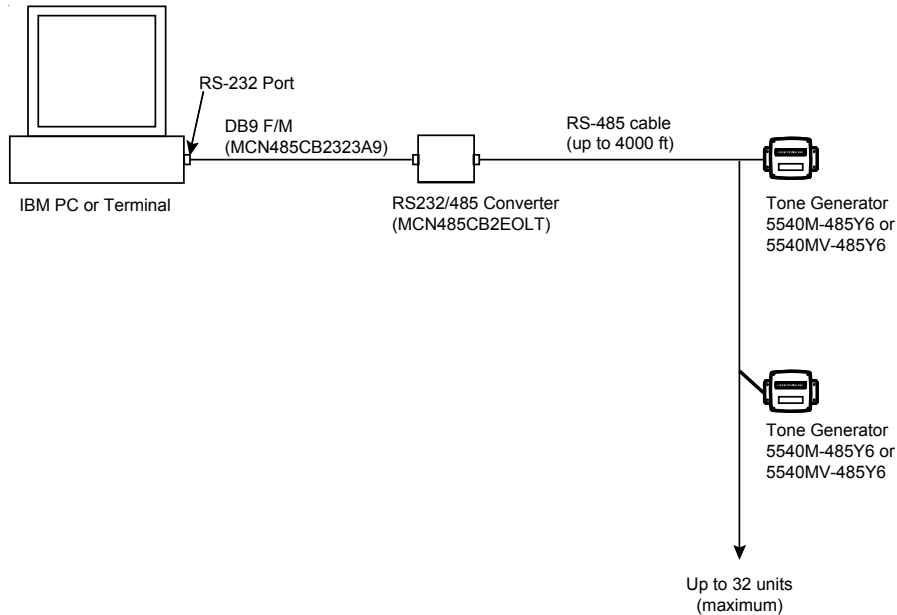 RS-232 Port
DB9 F/M
(MCN485CB2323A9)
RS-485 cable
(up to 4000 ft)
IBM PC or Terminal
RS232/485 Converter
(MCN485CB2EOLT)
Tone Generator
5540M-485Y6 or
5540MV-485Y6
Tone Generator
5540M-485Y6 or
5540MV-485Y6
Up to 32 units
(maximum)